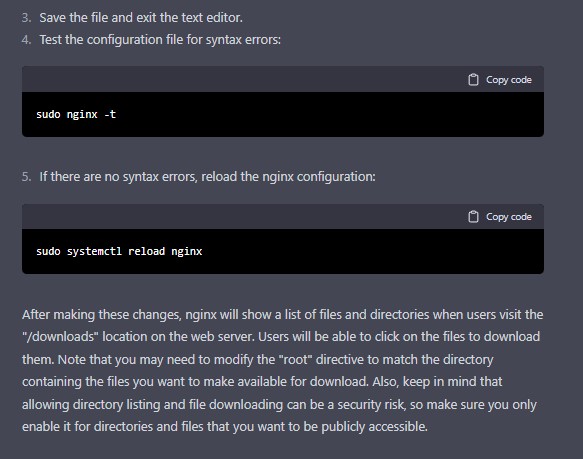 3. Save the file and exit the text editor.
4. Test the configuration file for syntax errors:
Copy code
sudo nginx -t
5. If there are no syntax errors, reload the nginx configuration:
Copy code
sudo systemctl reload nginx
After making these changes, nginx will show a list of files and directories when users visit the
"/downloads" location on the web server. Users will be able to click on the files to download
them. Note that you may need to modify the "root" directive to match the directory
containing the files you want to make available for download. Also, keep in mind that
allowing directory listing and file downloading can be a security risk, so make sure you only
enable it for directories and files that you want to be publicly accessible.